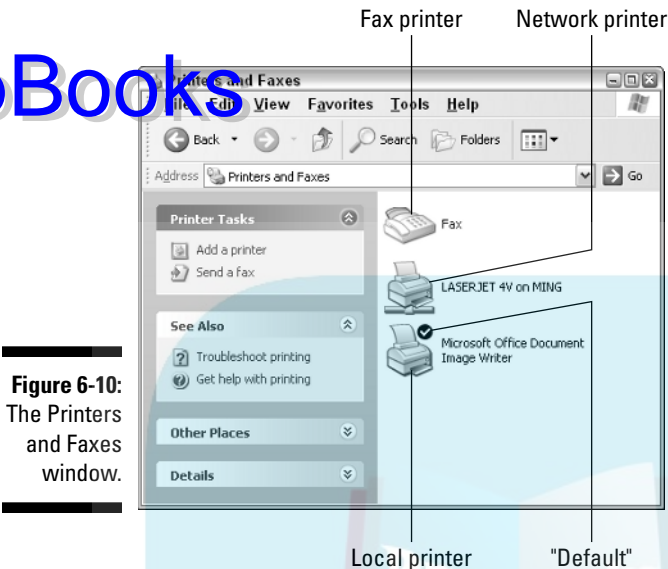 Fax printer
Network printer
oBooks
Printers and Faxes
File Edit View Favorites Tools Help
Back Search Folders
Address Printers and Faxes Go
Printer Tasks
Add a printer
Send a fax
See Also
Troubleshoot printing
Get help with printing
Other Places
Details
Fax
LASERJET 4V on MING
Microsoft Office Document
Image Writer
Figure 6-10:
The Printers
and Faxes
window.
Local printer
"Default"